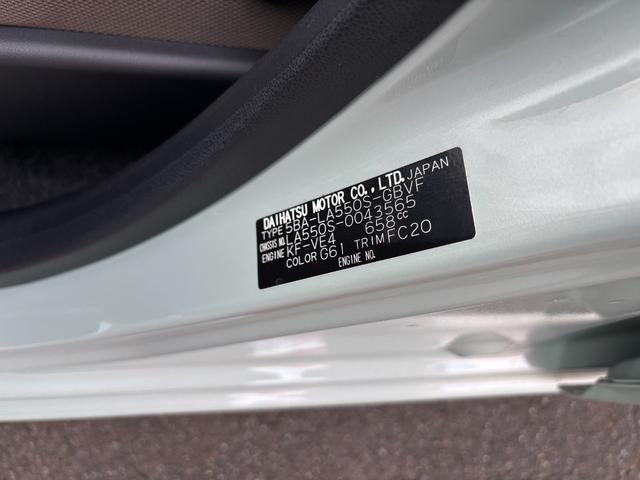 DAIHATSU MOTOR CO.,LTD. JAPAN
TYPE 5BA-LA550S-GBVF
CHASSIS NO. LA550S-0043565
ENGINE KF-VE4 658cc
COLOR G61 TRIM FC20
ENGINE NO.